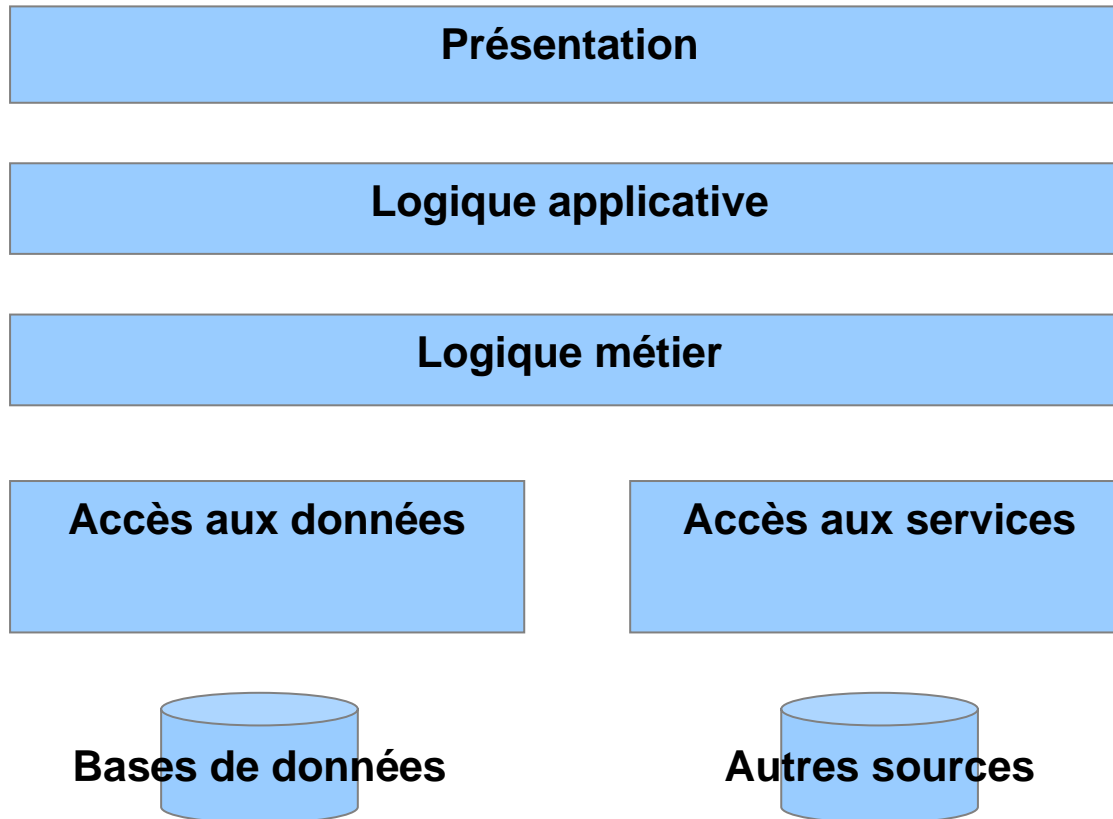 Présentation
Logique applicative
Logique métier
Accès aux données
Accès aux services
Bases de données
Autres sources